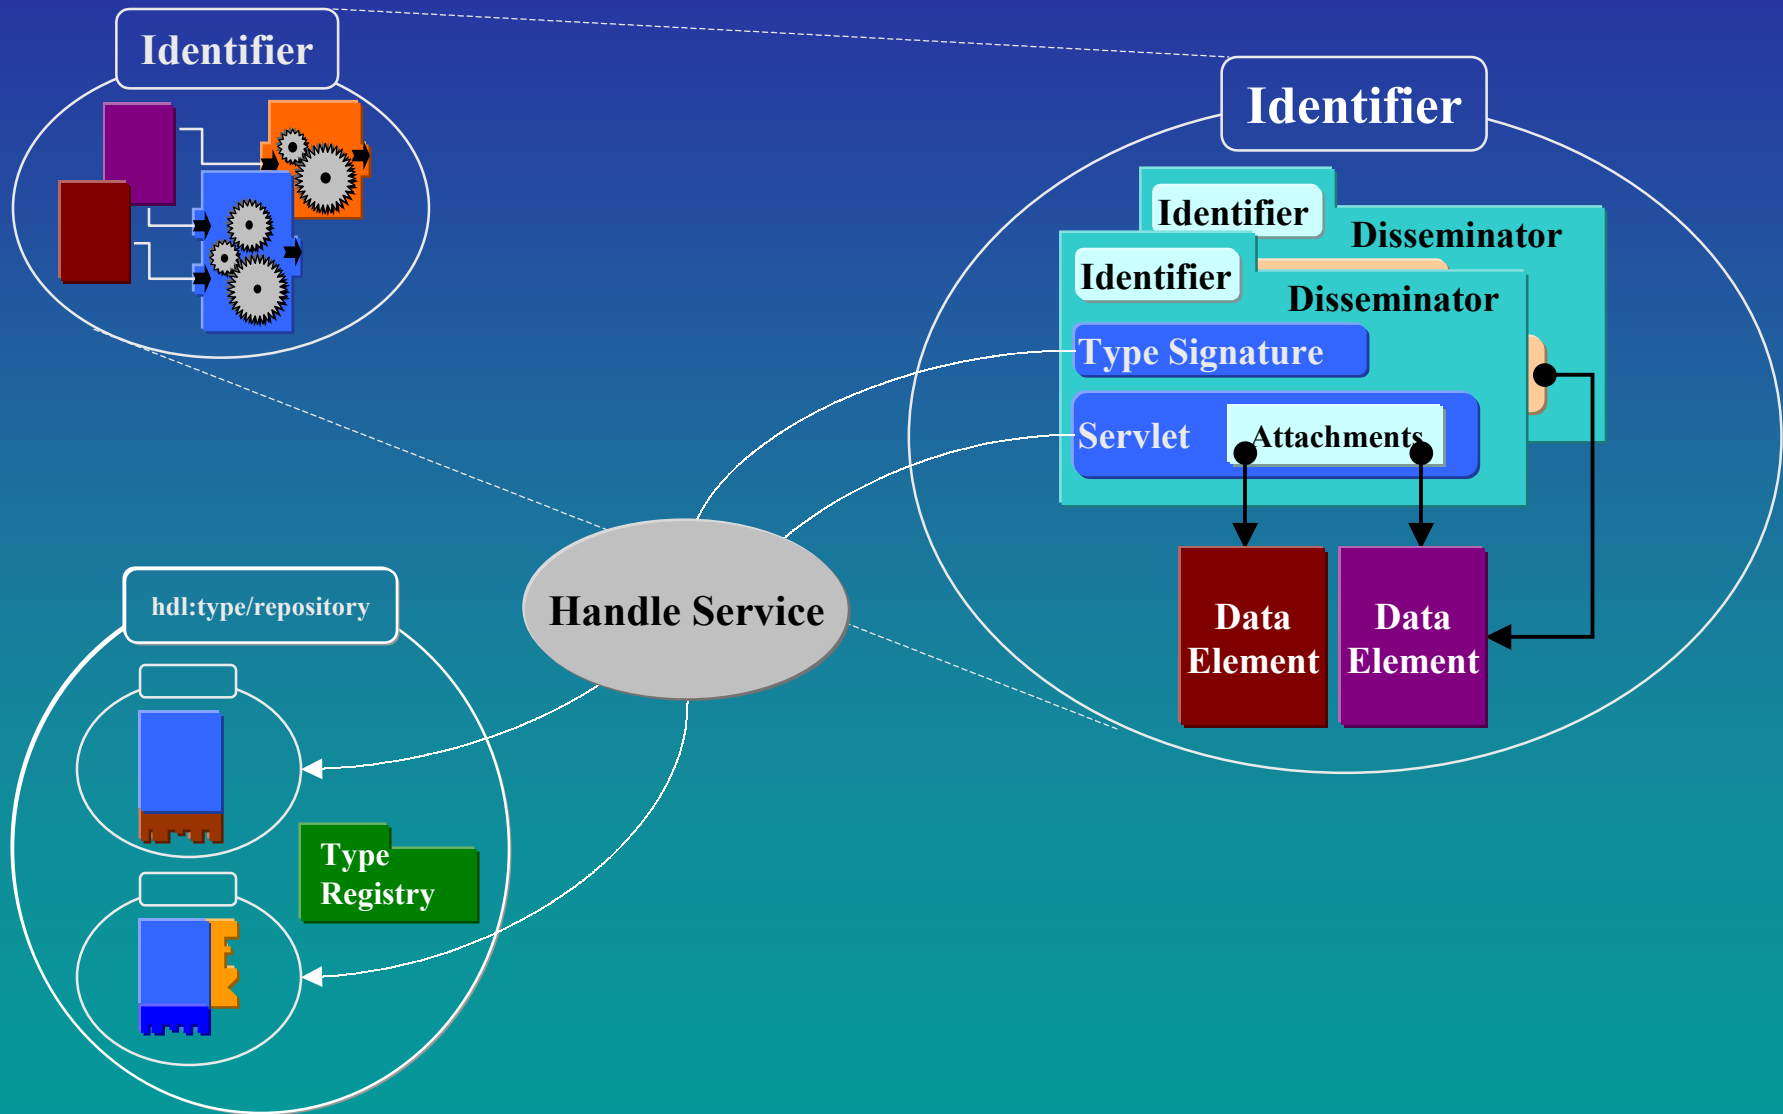 Identifier
Identifier
Identifier
Disseminator
Identifier
Disseminator
Type Signature
Servlet
Attachments
Handle Service
hdl:type/repository
Data
Element
Data
Element
Type
Registry